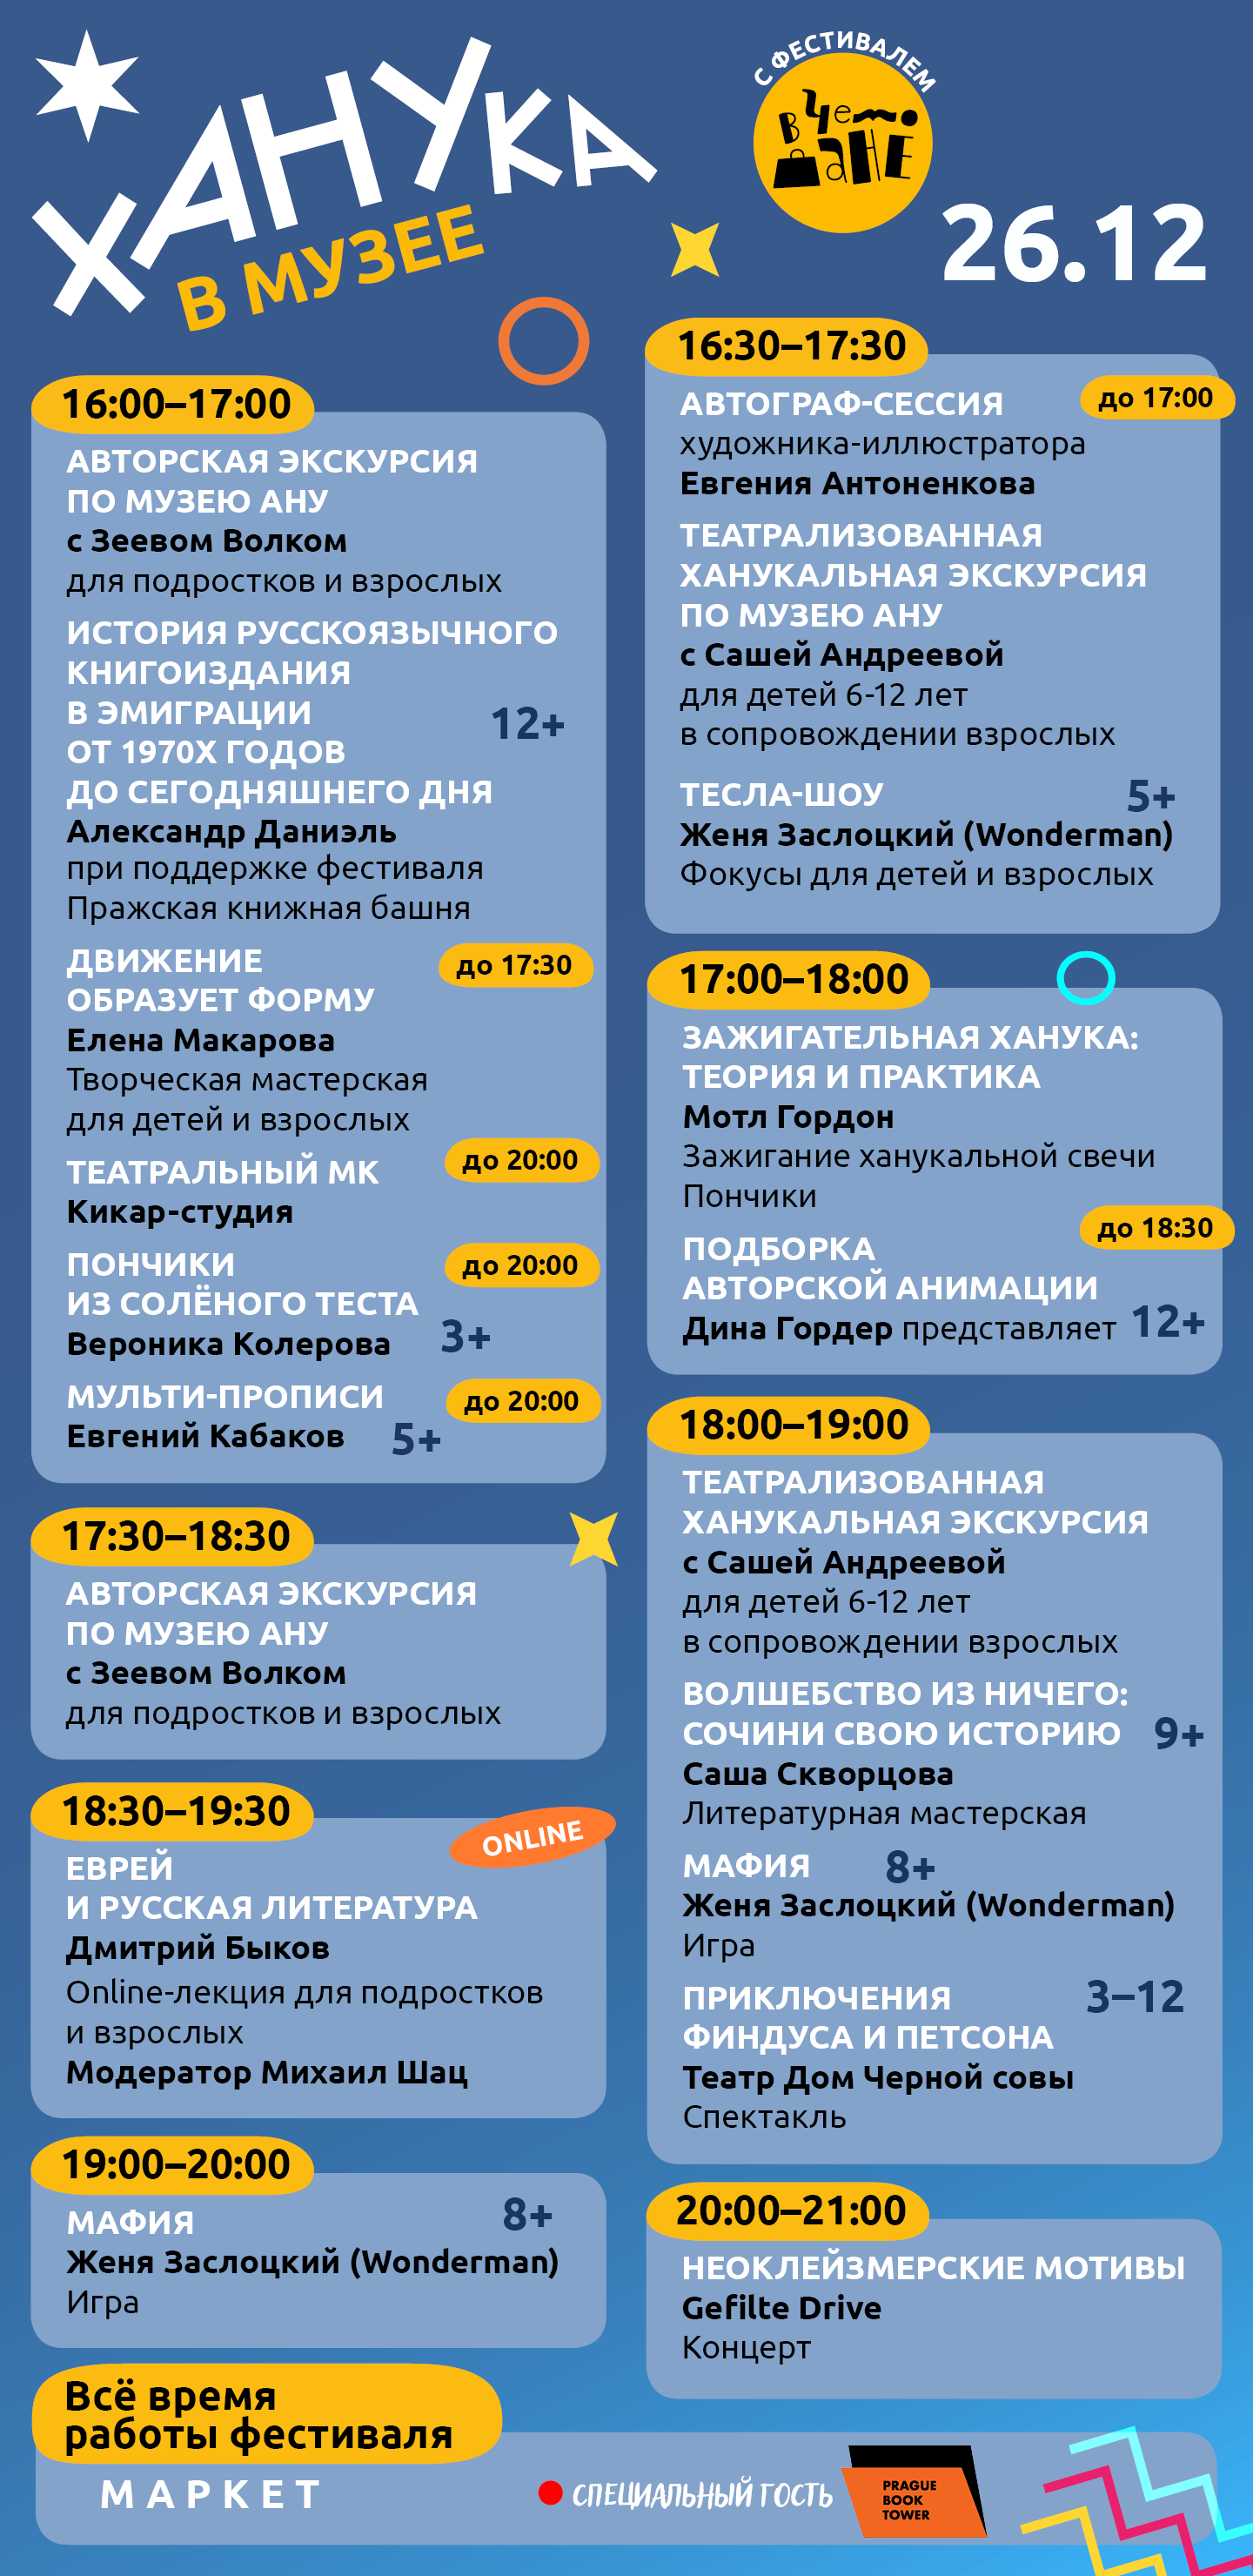 ХАНУКА
В МУЗЕЕ
С ФЕСТИВАЛЕМ
В ЧЕМО
ДАНЕ
26.12
16:00–17:00
АВТОРСКАЯ ЭКСКУРСИЯ
ПО МУЗЕЮ АНУ
с Зеевом Волком
для подростков и взрослых
ИСТОРИЯ РУССКОЯЗЫЧНОГО
КНИГОИЗДАНИЯ
В ЭМИГРАЦИИ
12+
ОТ 1970Х ГОДОВ
ДО СЕГОДНЯШНЕГО ДНЯ
Александр Даниэль
при поддержке фестиваля
Пражская книжная башня
ДВИЖЕНИЕ
до 17:30
ОБРАЗУЕТ ФОРМУ
Елена Макарова
Творческая мастерская
для детей и взрослых
ТЕАТРАЛЬНЫЙ МК
до 20:00
Кикар-студия
ПОНЧИКИ
до 20:00
ИЗ СОЛЁНОГО ТЕСТА
Вероника Колерова
3+
МУЛЬТИ-ПРОПИСИ
до 20:00
Евгений Кабаков
5+
17:30–18:30
АВТОРСКАЯ ЭКСКУРСИЯ
ПО МУЗЕЮ АНУ
с Зеевом Волком
для подростков и взрослых
18:30–19:30
ONLINE
ЕВРЕЙ
И РУССКАЯ ЛИТЕРАТУРА
Дмитрий Быков
Online-лекция для подростков
и взрослых
Модератор Михаил Шац
19:00–20:00
МАФИЯ
8+
Женя Заслоцкий (Wonderman)
Игра
16:30–17:30
АВТОГРАФ-СЕССИЯ
до 17:00
художника-иллюстратора
Евгения Антоненкова
ТЕАТРАЛИЗОВАННАЯ
ХАНУКАЛЬНАЯ ЭКСКУРСИЯ
ПО МУЗЕЮ АНУ
с Сашей Андреевой
для детей 6-12 лет
в сопровождении взрослых
ТЕСЛА-ШОУ
5+
Женя Заслоцкий (Wonderman)
Фокусы для детей и взрослых
17:00–18:00
ЗАЖИГАТЕЛЬНАЯ ХАНУКА:
ТЕОРИЯ И ПРАКТИКА
Мотл Гордон
Зажигание ханукальной свечи
Пончики
до 18:30
ПОДБОРКА
АВТОРСКОЙ АНИМАЦИИ
Дина Гордер представляет
12+
18:00–19:00
ТЕАТРАЛИЗОВАННАЯ
ХАНУКАЛЬНАЯ ЭКСКУРСИЯ
с Сашей Андреевой
для детей 6-12 лет
в сопровождении взрослых
ВОЛШЕБСТВО ИЗ НИЧЕГО:
СОЧИНИ СВОЮ ИСТОРИЮ
9+
Саша Скворцова
Литературная мастерская
МАФИЯ
8+
Женя Заслоцкий (Wonderman)
Игра
ПРИКЛЮЧЕНИЯ
3–12
ФИНДУСА И ПЕТСОНА
Театр Дом Черной совы
Спектакль
20:00–21:00
НЕОКЛЕЙЗМЕРСКИЕ МОТИВЫ
Gefilte Drive
Концерт
Всё время
работы фестиваля
МАРКЕТ
СПЕЦИАЛЬНЫЙ ГОСТЬ
PRAGUE
BOOK
TOWER